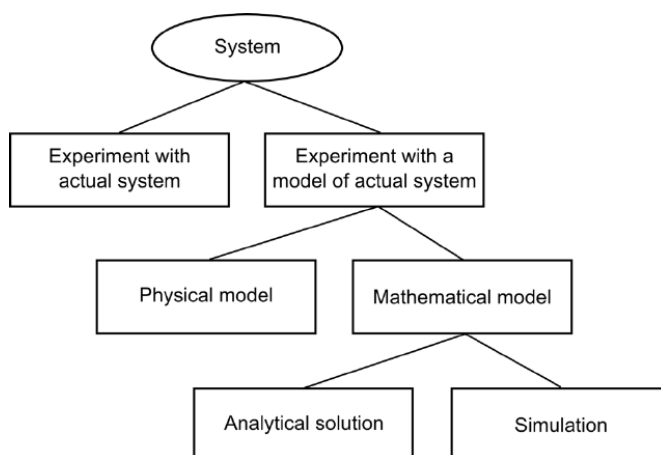 System
Experiment with
actual system
Experiment with a
model of actual system
Physical model
Mathematical model
Analytical solution
Simulation